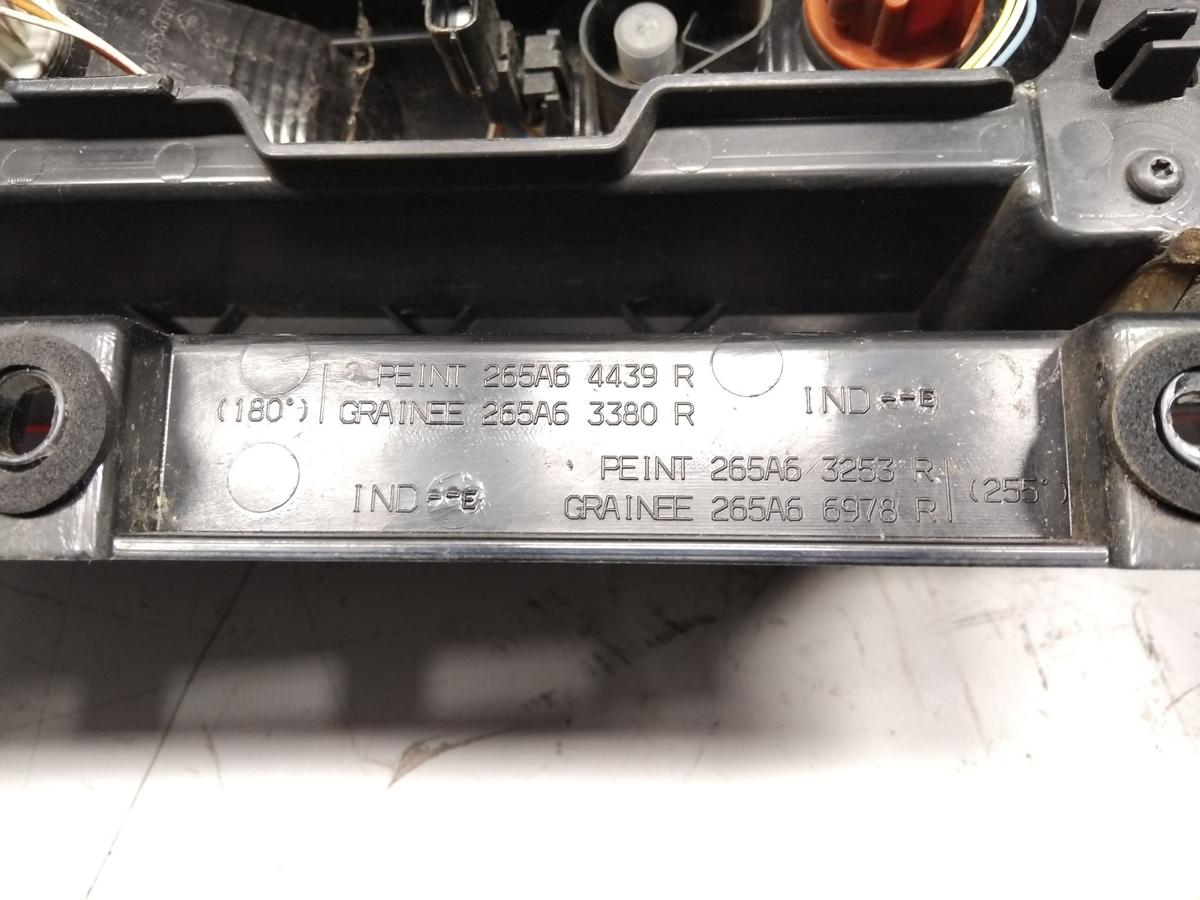 PEINT 265A6 4439 R
(180°) GRAINEE 265A6 3380 R
IND--E
PEINT 265A6 3253 R
IND--E
GRAINEE 265A6 6978 R (255°)